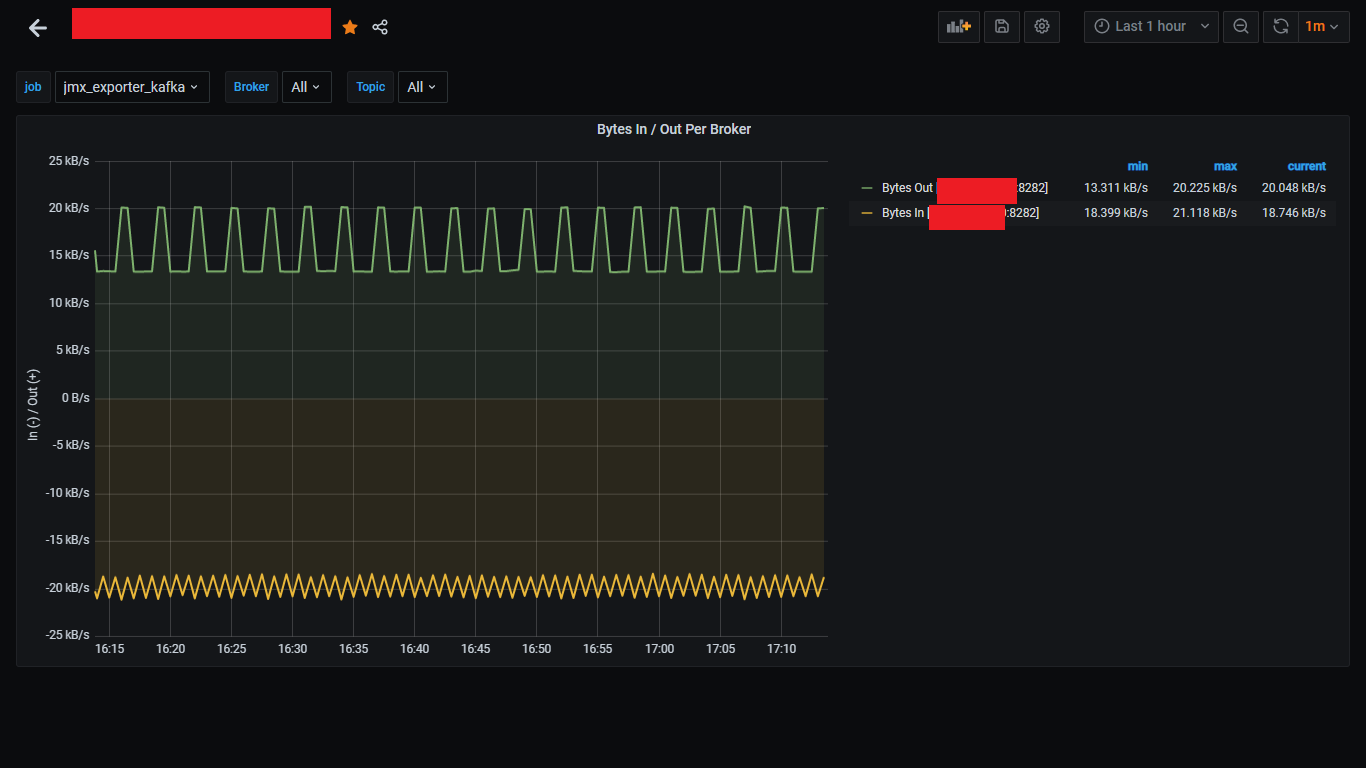 Last 1 hour 1m
job jmx_exporter_kafka Broker All Topic All
Bytes In / Out Per Broker
min max current
Bytes Out :8282] 13.311 kB/s 20.225 kB/s 20.048 kB/s
Bytes In [ :8282] 18.399 kB/s 21.118 kB/s 18.746 kB/s
25 kB/s
20 kB/s
15 kB/s
10 kB/s
5 kB/s
0 B/s
-5 kB/s
-10 kB/s
-15 kB/s
-20 kB/s
-25 kB/s
In (-) / Out (+)
16:15 16:20 16:25 16:30 16:35 16:40 16:45 16:50 16:55 17:00 17:05 17:10